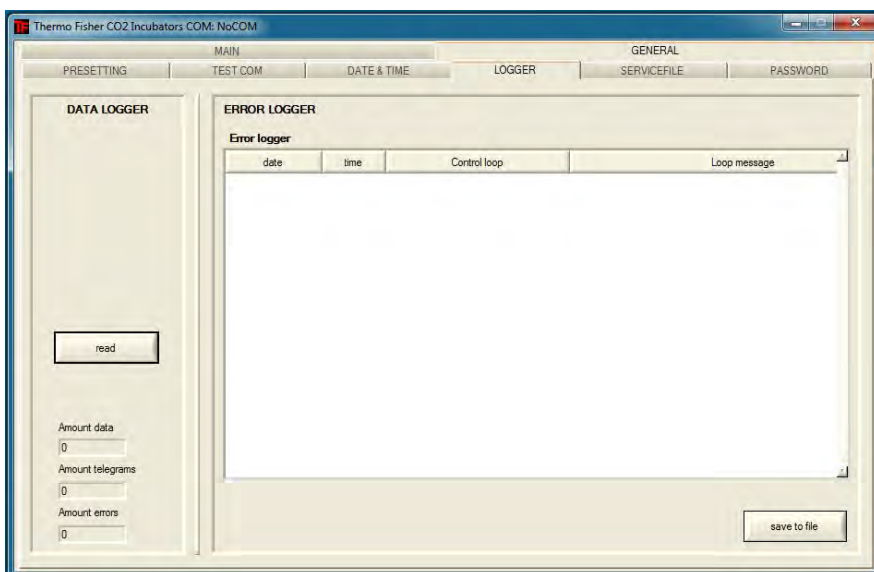 TF Thermo Fisher CO2 Incubators COM: NoCOM
MAIN GENERAL
PRESETTING TEST COM DATE & TIME LOGGER SERVICEFILE PASSWORD
DATA LOGGER
read
Amount data
0
Amount telegrams
0
Amount errors
0
ERROR LOGGER
Error logger
date time Control loop Loop message
save to file